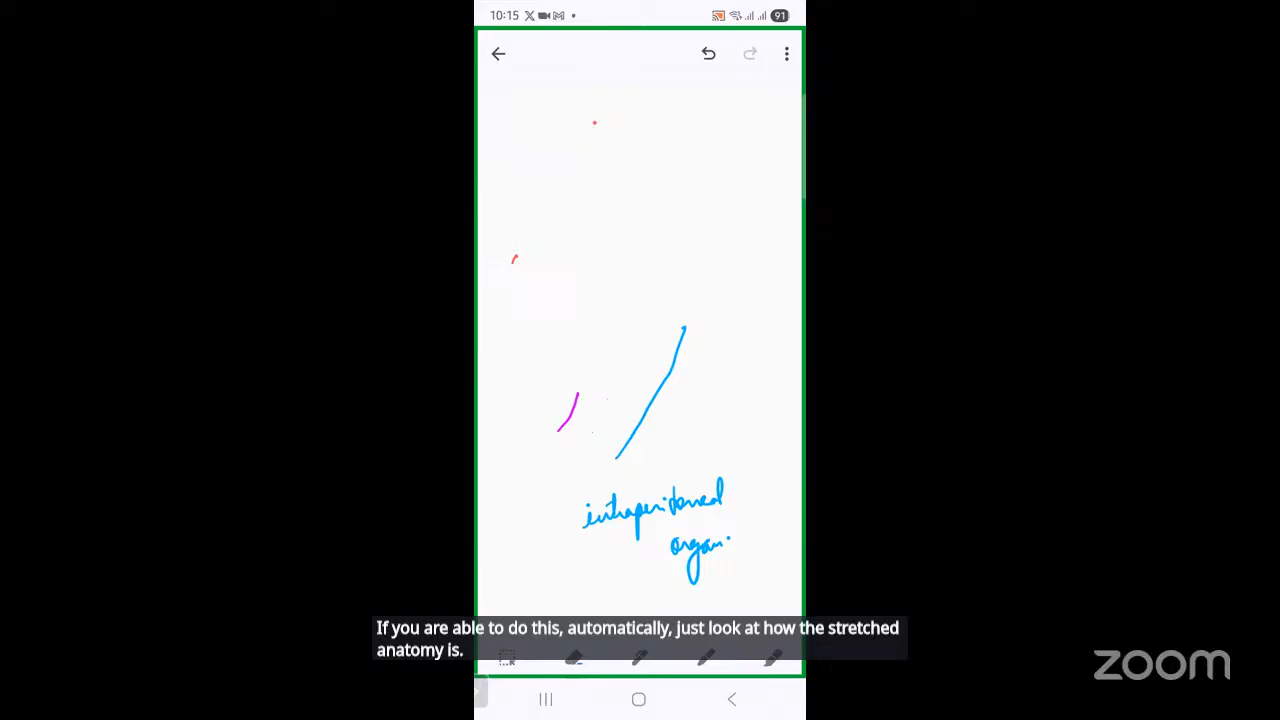 10:15 91
intraperitoneal
organ
If you are able to do this, automatically, just look at how the stretched
anatomy is.
zoom